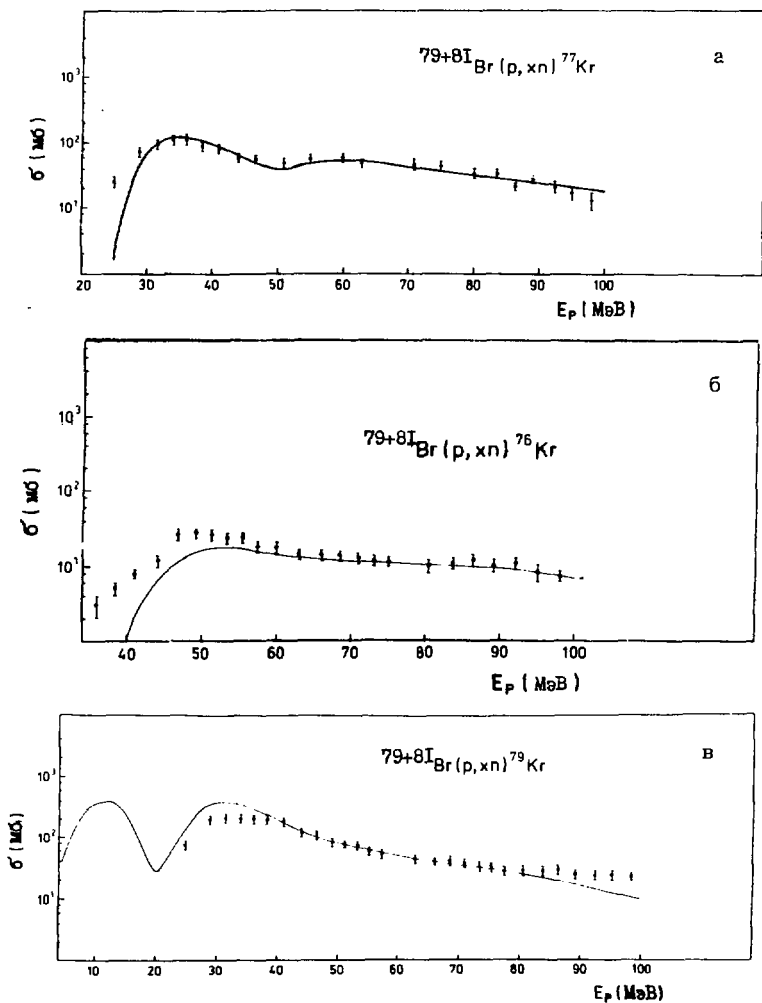 79+81Br(p,xn)77Kr
а
σ (мб)
10³
10²
10¹
20 30 40 50 60 70 80 90 100
Eₚ (МэВ)
79+81Br(p,xn)76Kr
б
σ (мб)
10³
10²
10¹
40 50 60 70 80 90 100
Eₚ (МэВ)
79+81Br(p,xn)79Kr
в
σ (мб)
10³
10²
10¹
10 20 30 40 50 60 70 80 90 100
Eₚ (МэВ)